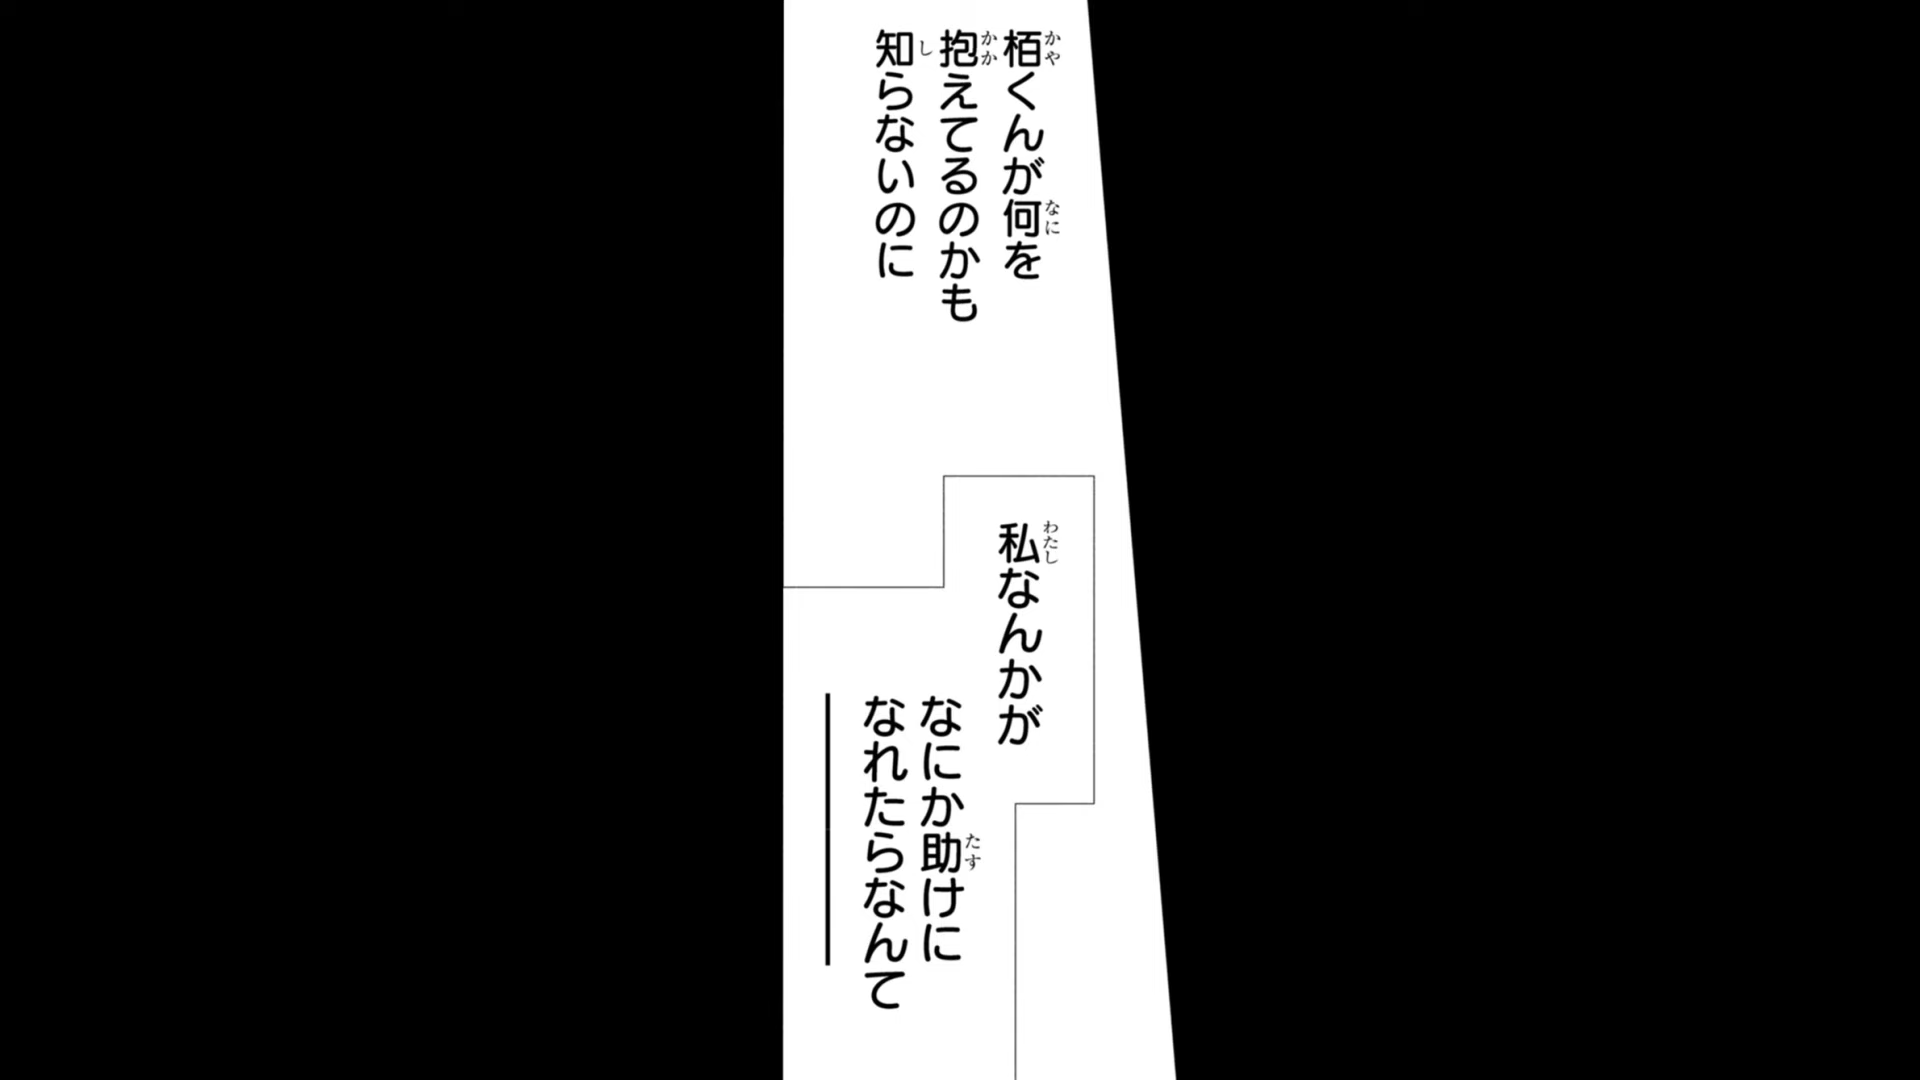 栢くんが何を
抱えてるのかも
知らないのに
私なんかが
なにか助けに
なれたらなんて
――